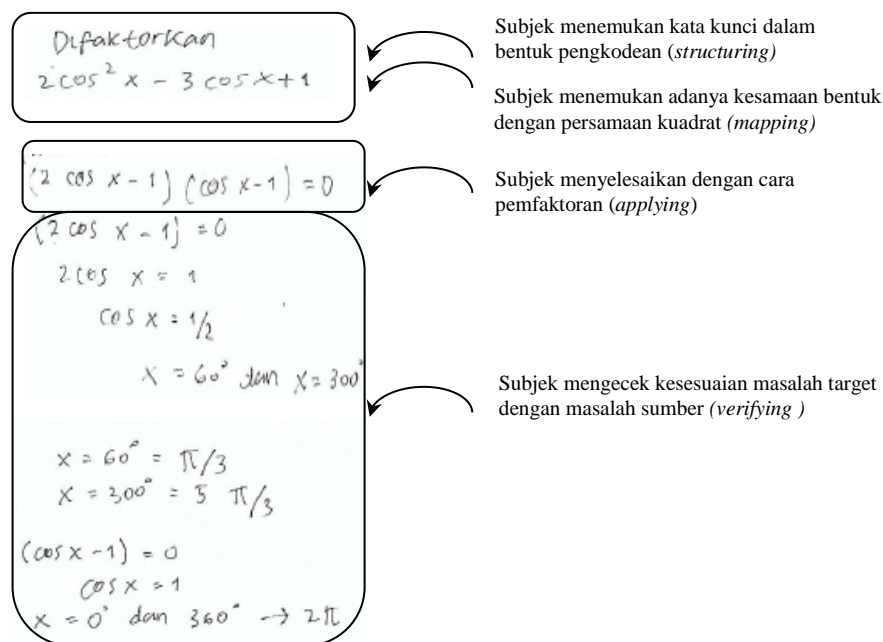 Difaktorkan
2 cos² x - 3 cos x + 1
Subjek menemukan kata kunci dalam
bentuk pengkodean (structuring)
Subjek menemukan adanya kesamaan bentuk
dengan persamaan kuadrat (mapping)
(2 cos x - 1) (cos x - 1) = 0
Subjek menyelesaikan dengan cara
pemfaktoran (applying)
(2 cos x - 1) = 0
2 cos x = 1
cos x = 1/2
x = 60° dan x = 300°
x = 60° = π/3
x = 300° = 5 π/3
(cos x - 1) = 0
cos x = 1
x = 0° dan 360° → 2π
Subjek mengecek kesesuaian masalah target
dengan masalah sumber (verifying )